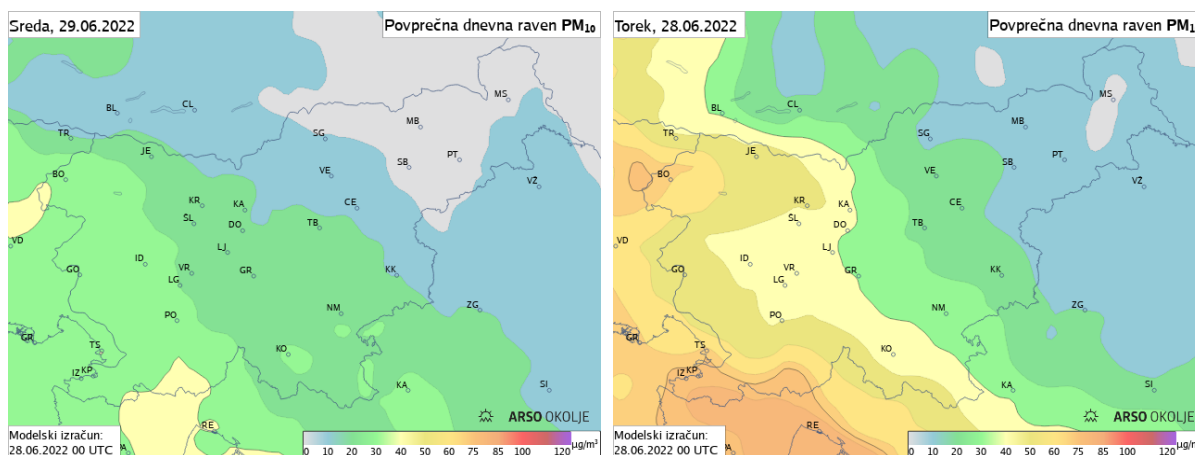 Sreda, 29.06.2022
Povprečna dnevna raven PM₁₀
MS
BL
CL
MB
TR
SG
JE
PT
SB
BO
VE
VŽ
KR
KA
CE
ŠL
DO
TB
VD
LJ
ID
GO
VR
GR
KK
LG
ZG
PO
NM
GR
TS
KO
IZ
KP
KA
SI
ARSO OKOLJE
RE
Modelski izračun:
28.06.2022 00 UTC
PA
0 10 20 30 40 50 60 75 85 100 120 µg/m³
Torek, 28.06.2022
Povprečna dnevna raven PM₁
MS
BL
CL
MB
TR
SG
JE
PT
SB
BO
VE
VŽ
KR
KA
CE
ŠL
DO
TB
VD
LJ
ID
GO
VR
GR
KK
LG
ZG
PO
NM
GR
TS
KO
IZ
KP
KA
SI
ARSO OKOLJE
RE
Modelski izračun:
28.06.2022 00 UTC
PA
0 10 20 30 40 50 60 75 85 100 120 µg/m